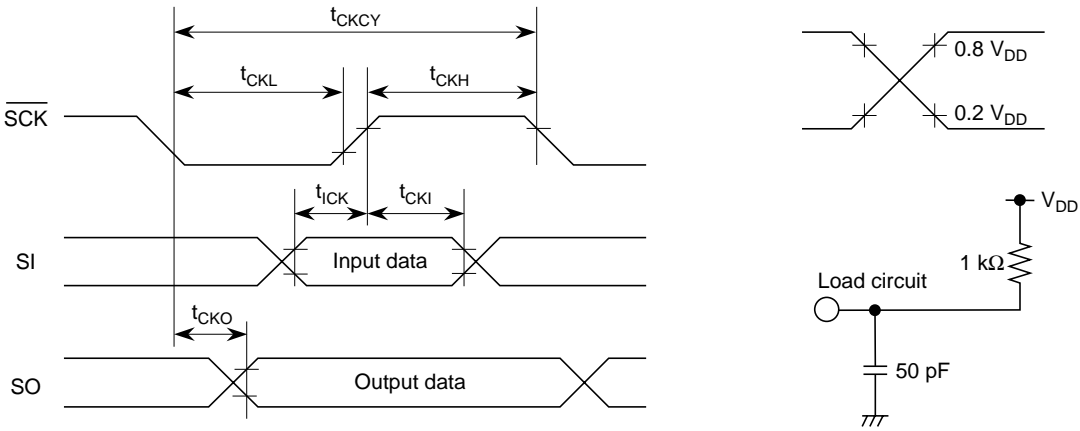 tCKCY
tCKL
tCKH
SCK
tICK
tCKI
SI
Input data
tCKO
SO
Output data
0.8 VDD
0.2 VDD
VDD
1 kΩ
Load circuit
50 pF